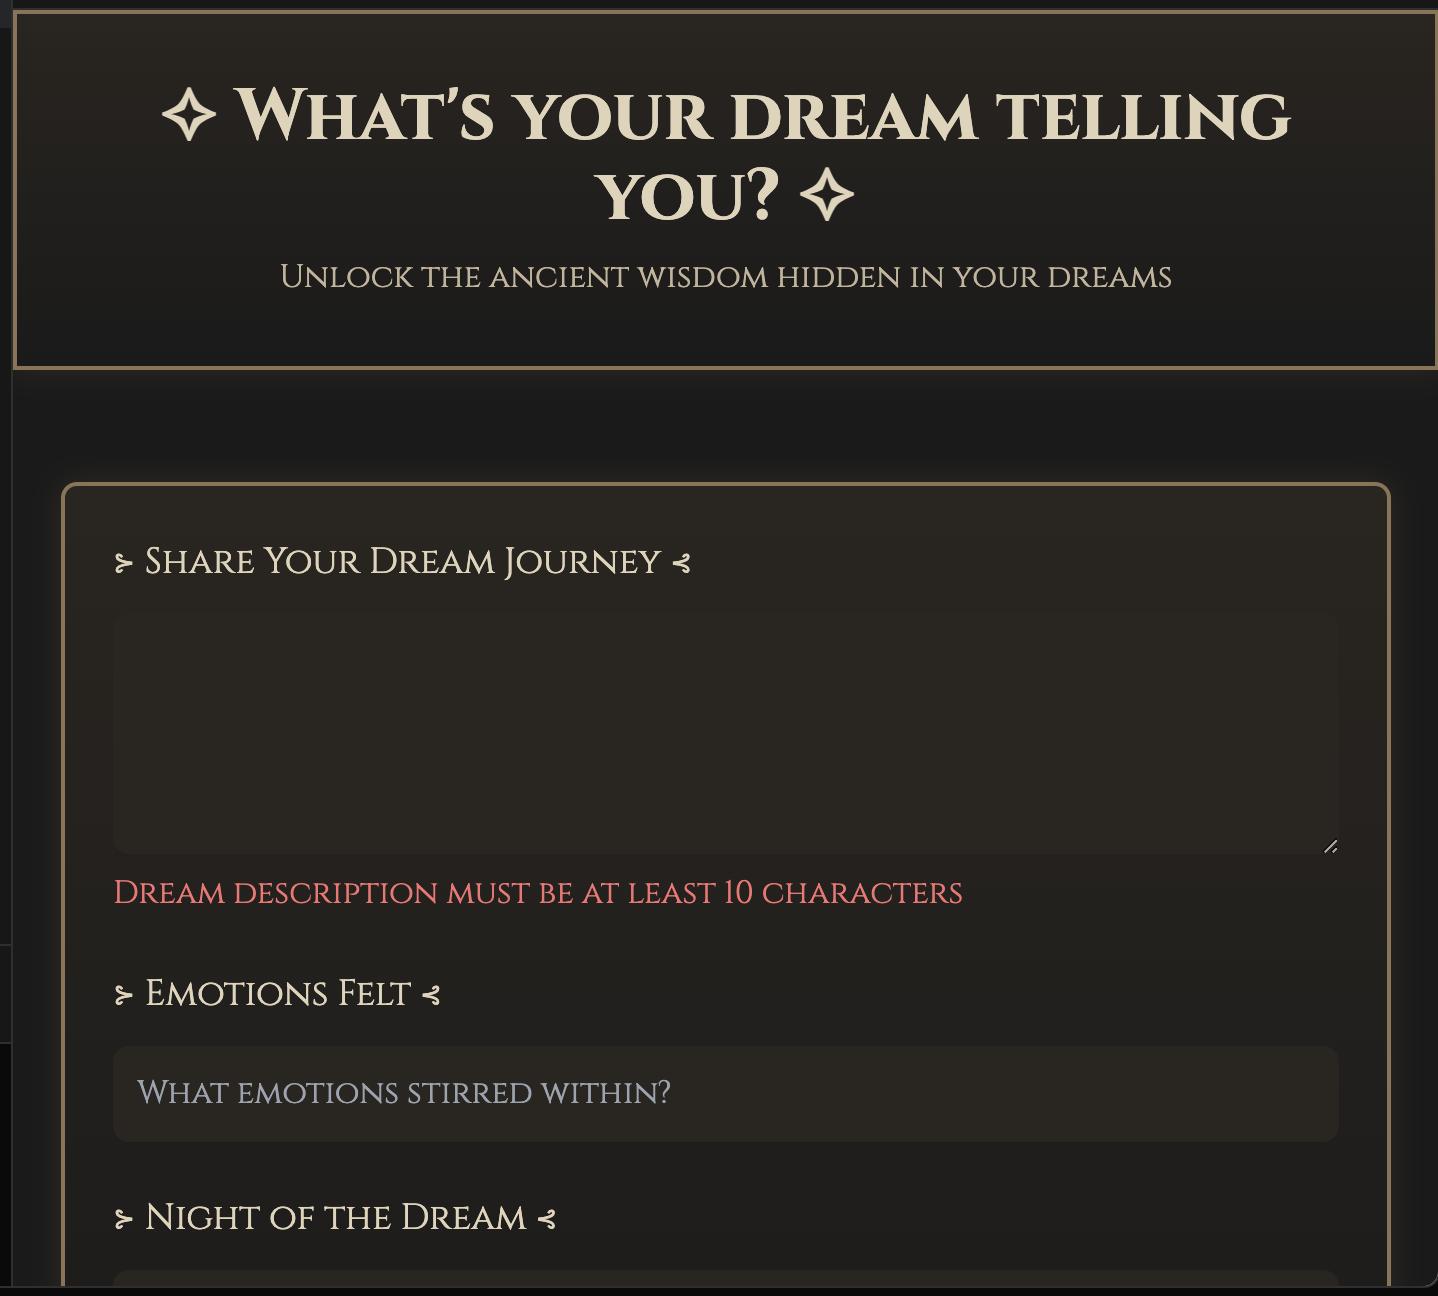 ✧ What's your dream telling
you? ✧
Unlock the ancient wisdom hidden in your dreams
⊱ Share Your Dream Journey ⊰
Dream description must be at least 10 characters
⊱ Emotions Felt ⊰
What emotions stirred within?
⊱ Night of the Dream ⊰